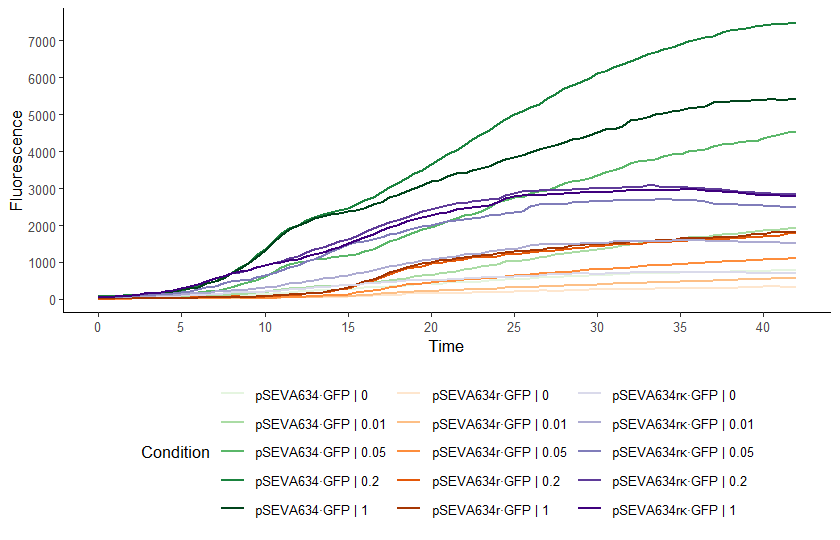 7000
6000
5000
4000
3000
2000
1000
0
Fluorescence
0 5 10 15 20 25 30 35 40
Time
Condition
pSEVA634·GFP | 0 pSEVA634r·GFP | 0 pSEVA634rκ·GFP | 0
pSEVA634·GFP | 0.01 pSEVA634r·GFP | 0.01 pSEVA634rκ·GFP | 0.01
pSEVA634·GFP | 0.05 pSEVA634r·GFP | 0.05 pSEVA634rκ·GFP | 0.05
pSEVA634·GFP | 0.2 pSEVA634r·GFP | 0.2 pSEVA634rκ·GFP | 0.2
pSEVA634·GFP | 1 pSEVA634r·GFP | 1 pSEVA634rκ·GFP | 1